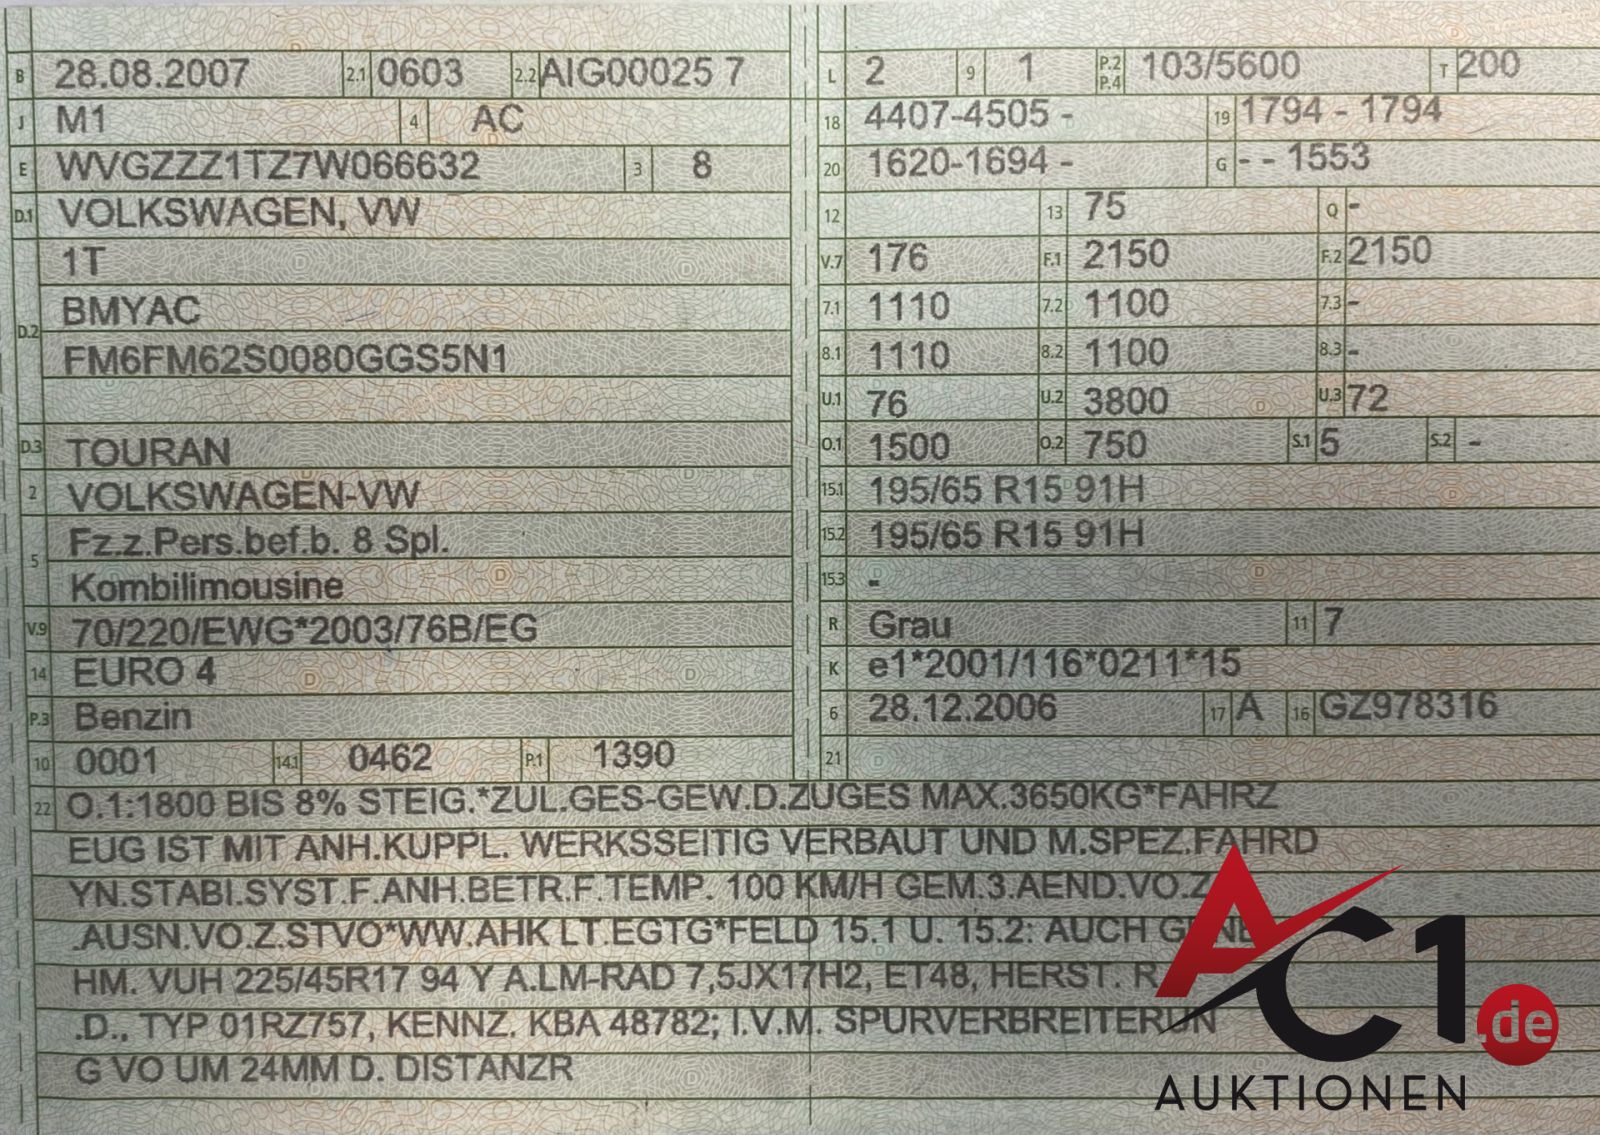 B 28.08.2007 2.1 0603 2.2 AIG00025 7
J M1 4 AC
E WVGZZZ1TZ7W066632 3 8
D.1 VOLKSWAGEN, VW
1T
D.2 BMYAC
FM6FM62S0080GGS5N1
D.3 TOURAN
2 VOLKSWAGEN-VW
5 Fz.z.Pers.bef.b. 8 Spl.
Kombilimousine
V.9 70/220/EWG*2003/76B/EG
14 EURO 4
P.3 Benzin
10 0001 14.1 0462 P.1 1390
L 2 9 1 P.2 P.4 103/5600 T 200
18 4407-4505 - 19 1794 - 1794
20 1620-1694 - G - - 1553
12 13 75 Q -
V.7 176 F.1 2150 F.2 2150
7.1 1110 7.2 1100 7.3 -
8.1 1110 8.2 1100 8.3 -
U.1 76 U.2 3800 U.3 72
O.1 1500 O.2 750 S.1 5 S.2 -
15.1 195/65 R15 91H
15.2 195/65 R15 91H
15.3 -
R Grau 11 7
K e1*2001/116*0211*15
6 28.12.2006 17 A 16 GZ978316
21
22 O.1:1800 BIS 8% STEIG.*ZUL.GES-GEW.D.ZUGES MAX.3650KG*FAHRZ
EUG IST MIT ANH.KUPPL. WERKSSEITIG VERBAUT UND M.SPEZ.FAHRD
YN.STABI.SYST.F.ANH.BETR.F.TEMP. 100 KM/H GEM.3.AEND.VO.Z
.AUSN.VO.Z.STVO*WW.AHK LT.EGTG*FELD 15.1 U. 15.2: AUCH
HM. VUH 225/45R17 94 Y A.LM-RAD 7,5JX17H2, ET48, HERST. R
.D., TYP 01RZ757, KENNZ. KBA 48782; I.V.M. SPURVERBREITERUN
G VO UM 24MM D. DISTANZR
AC1.de
AUKTIONEN